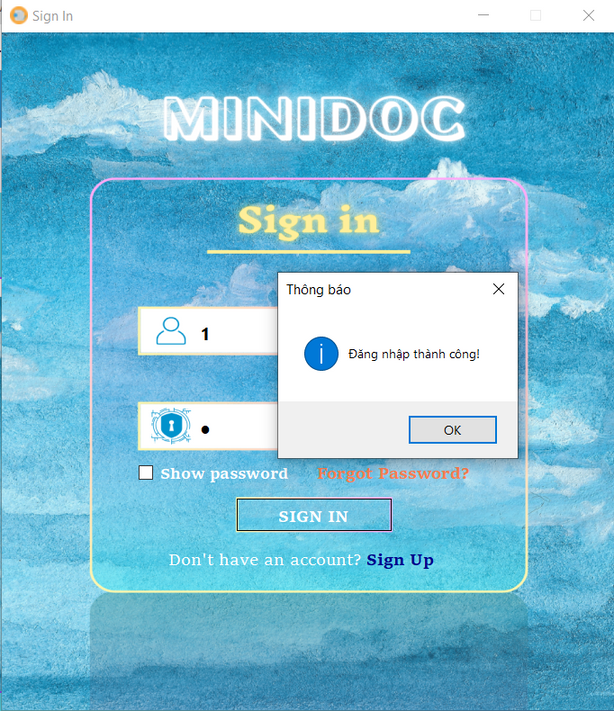 Sign In
MINIDOC
Sign in
Thông báo
1
Đăng nhập thành công!
OK
●
Show password
Forgot Password?
SIGN IN
Don't have an account? Sign Up